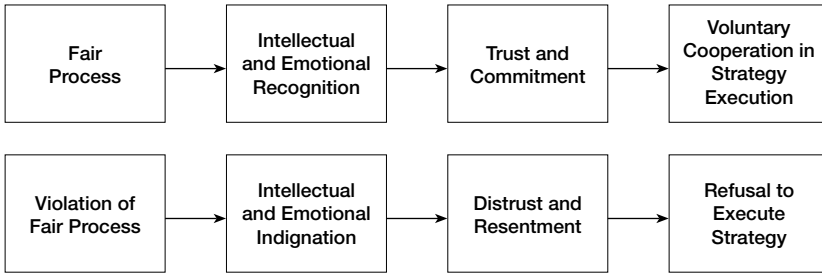 Fair
Process
Intellectual
and Emotional
Recognition
Trust and
Commitment
Voluntary
Cooperation in
Strategy
Execution
Violation of
Fair Process
Intellectual
and Emotional
Indignation
Distrust and
Resentment
Refusal to
Execute
Strategy